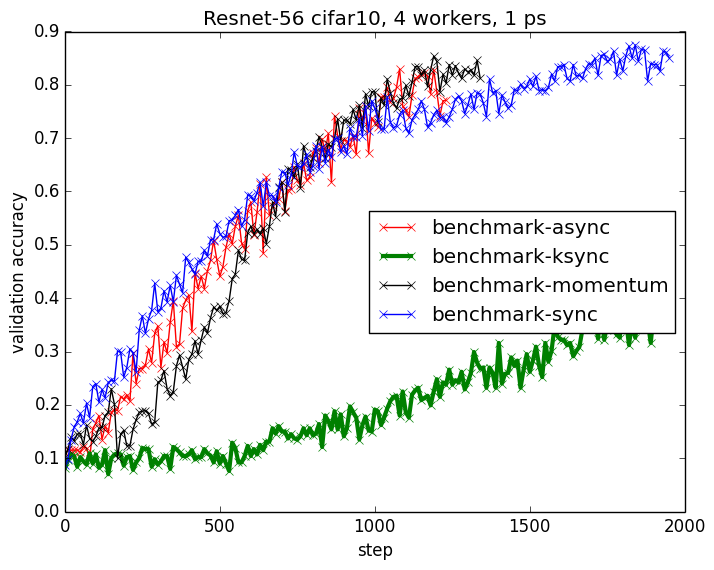 Resnet-56 cifar10, 4 workers, 1 ps
0.9
0.8
0.7
0.6
0.5
0.4
0.3
0.2
0.1
0.0
validation accuracy
benchmark-async
benchmark-ksync
benchmark-momentum
benchmark-sync
0
500
1000
1500
2000
step